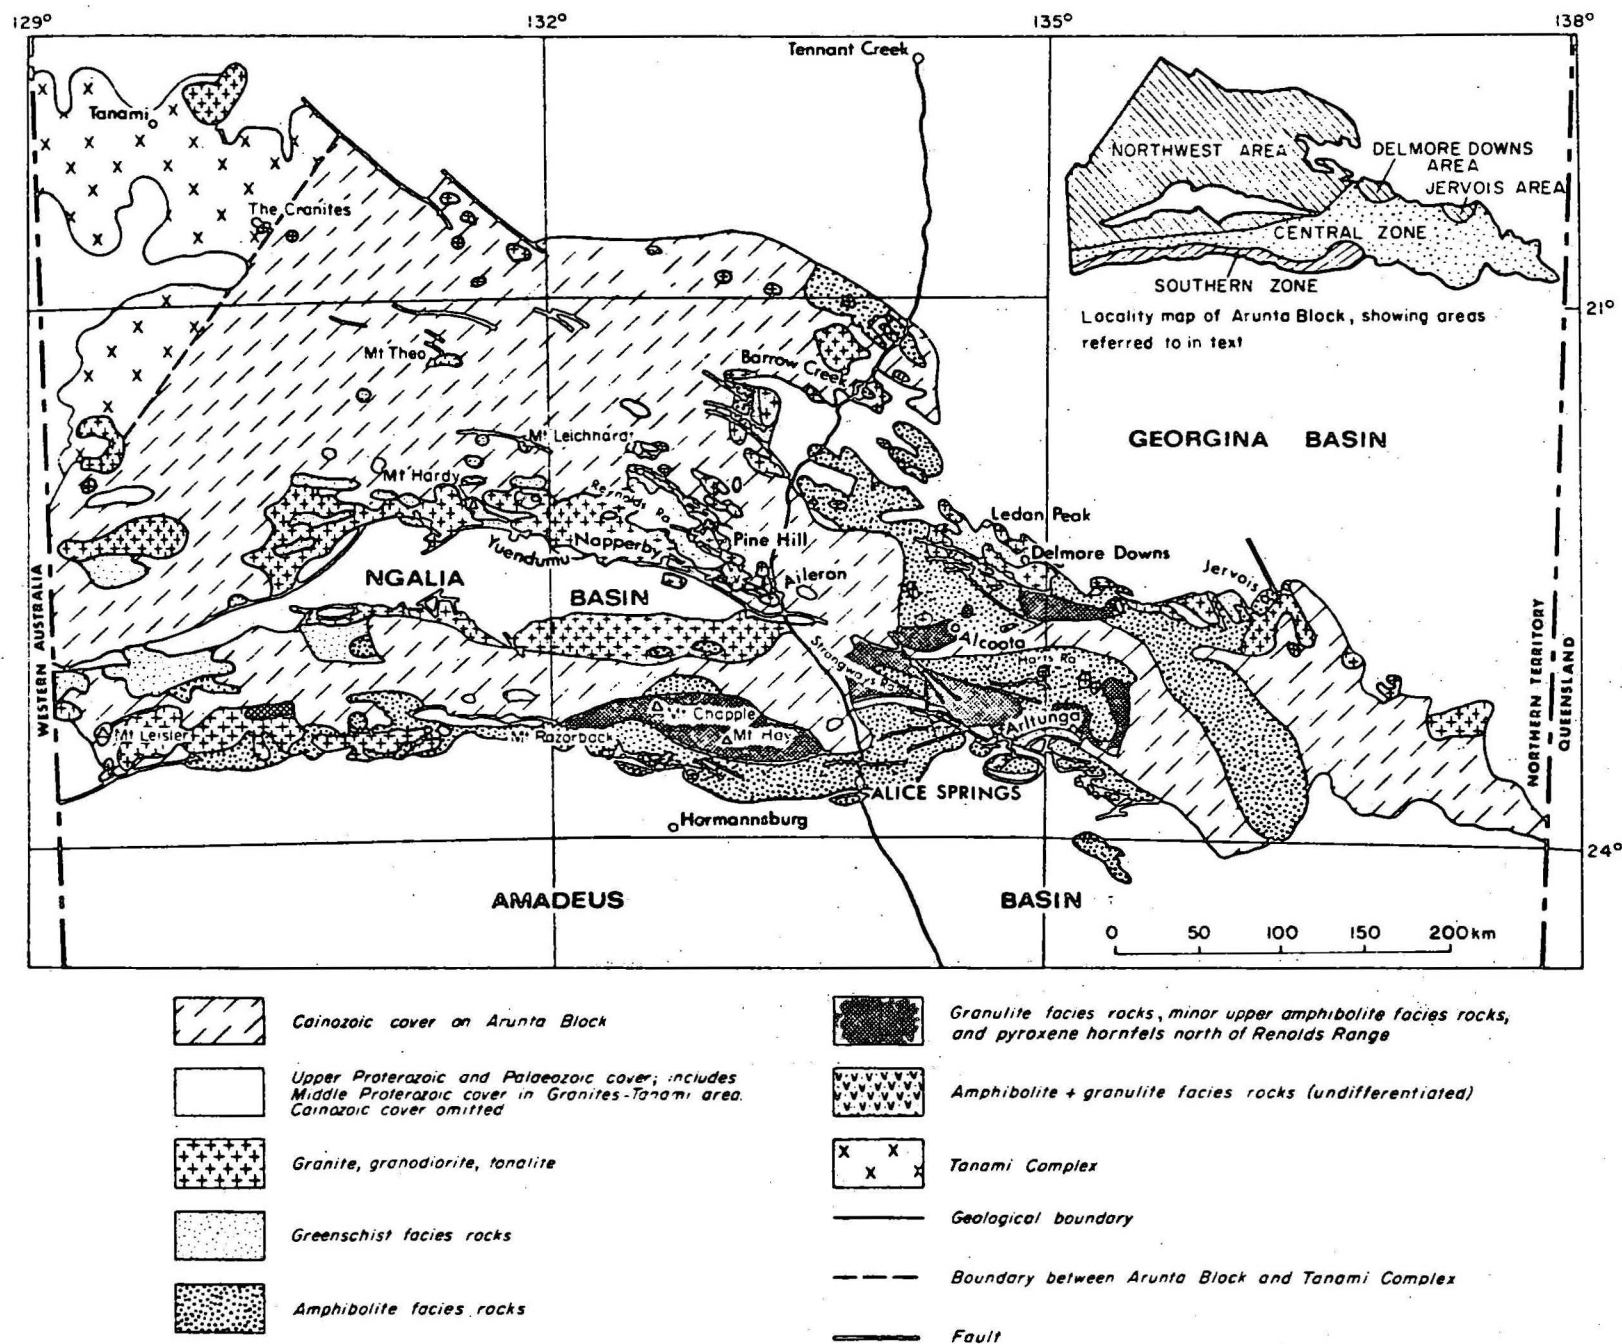 129°
132°
135°
138°
Tennant Creek
Tanami
The Granites
NORTHWEST AREA
DELMORE DOWNS
AREA
JERVOIS AREA
CENTRAL ZONE
SOUTHERN ZONE
Locality map of Arunta Block, showing areas
referred to in text
21°
Mt Theo
Barrow Creek
Mt Leichhardt
GEORGINA BASIN
Mt Hardy
Reynolds Ra
Ledan Peak
Pine Hill
Napperby
Yuendumu
Delmore Downs
Jervois
Aileron
NGALIA
BASIN
WESTERN AUSTRALIA
NORTHERN TERRITORY
QUEENSLAND
Alcoota
Strangways R
Harts Ra
Mt Chapple
Arltunga
Mt Leisler
Mt Razorback
Mt Hay
ALICE SPRINGS
Hormannsburg
24°
AMADEUS
BASIN
0 50 100 150 200 km
Cainozoic cover on Arunta Block
Upper Proterozoic and Palaeozoic cover; includes
Middle Proterozoic cover in Granites-Tanami area.
Cainozoic cover omitted
Granite, granodiorite, tonalite
Greenschist facies rocks
Amphibolite facies rocks
Granulite facies rocks, minor upper amphibolite facies rocks,
and pyroxene hornfels north of Renolds Range
Amphibolite + granulite facies rocks (undifferentiated)
Tanami Complex
Geological boundary
Boundary between Arunta Block and Tanami Complex
Fault